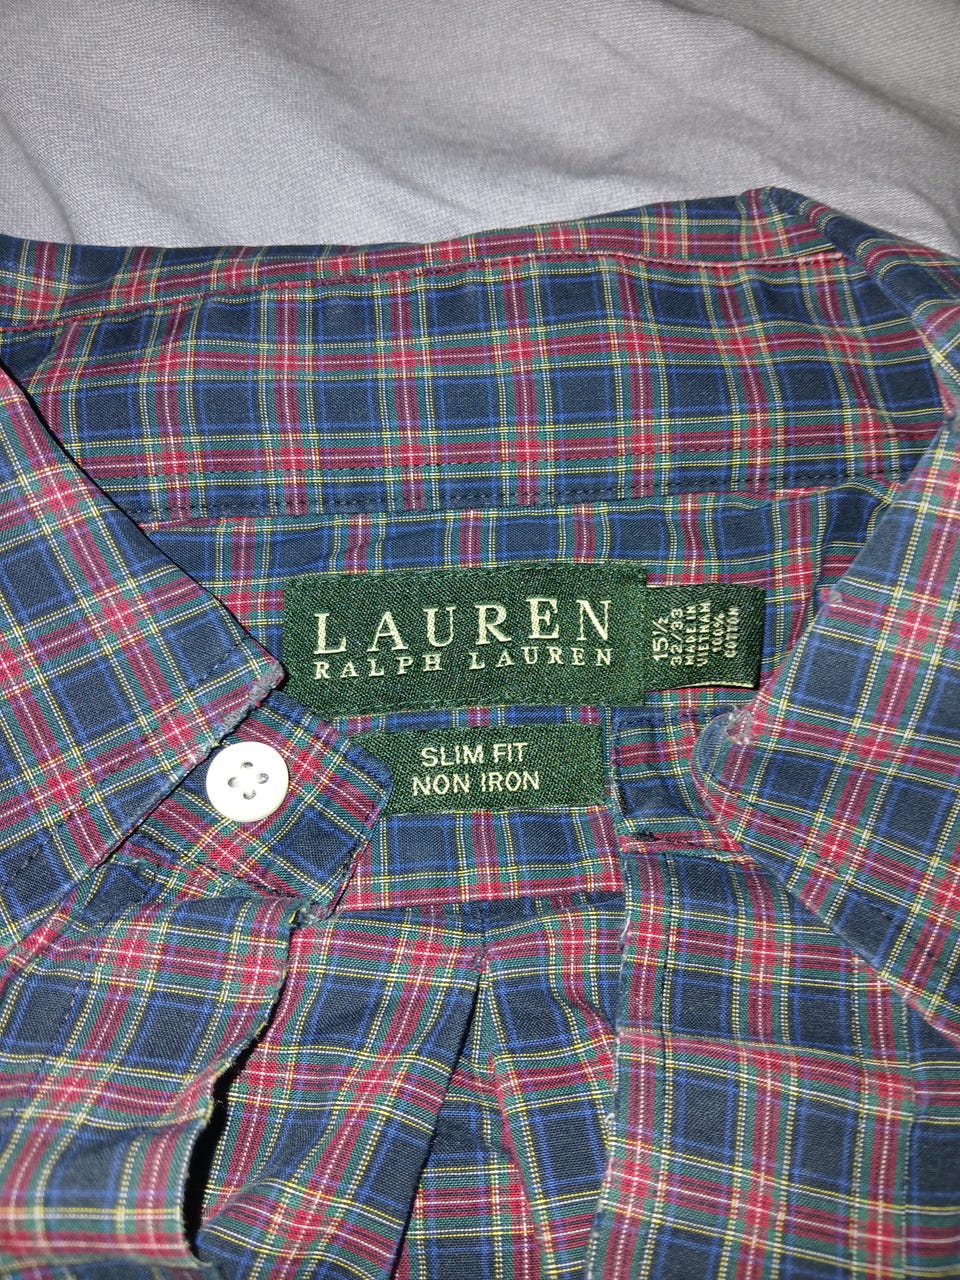 LAUREN
RALPH LAUREN
15½
32/33
MADE IN
VIETNAM
100%
COTTON
SLIM FIT
NON IRON